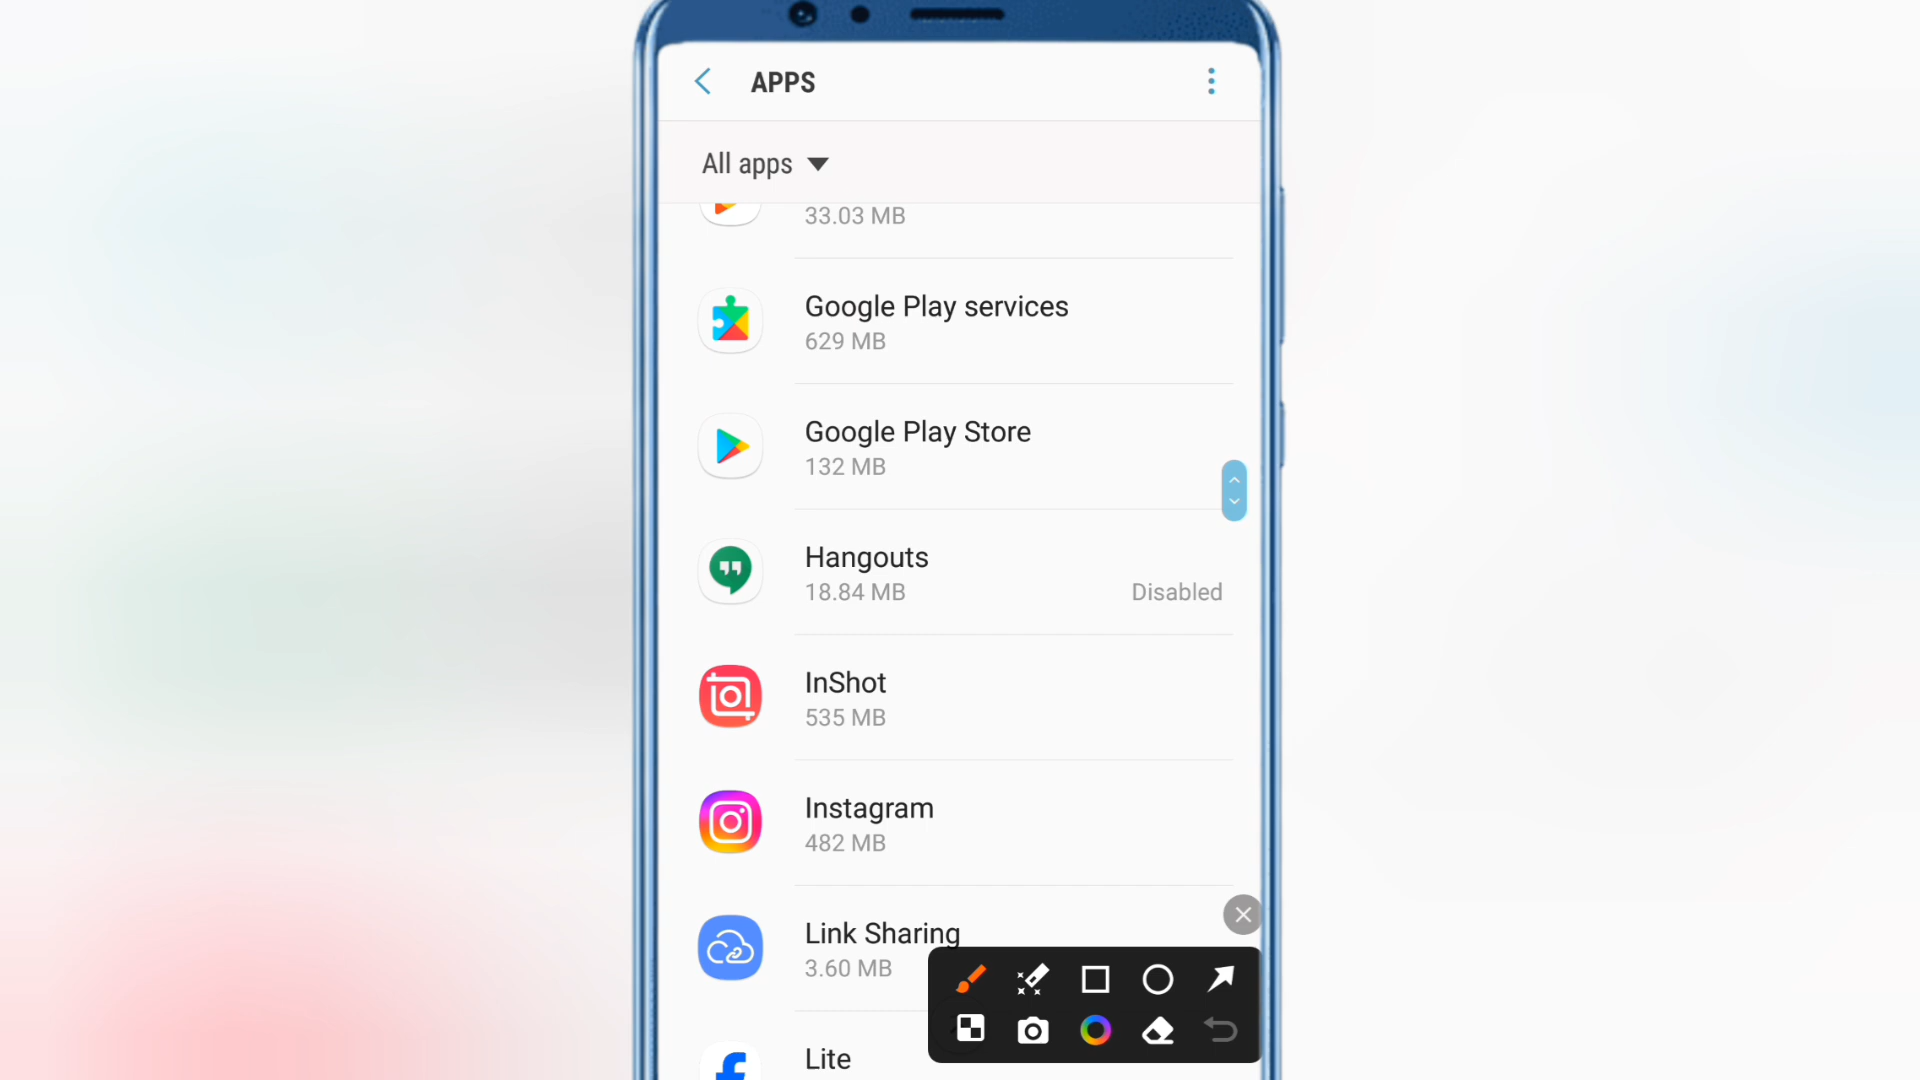 APPS
All apps
33.03 MB
Google Play services
629 MB
Google Play Store
132 MB
Hangouts
18.84 MB
Disabled
InShot
535 MB
Instagram
482 MB
Link Sharing
3.60 MB
Lite